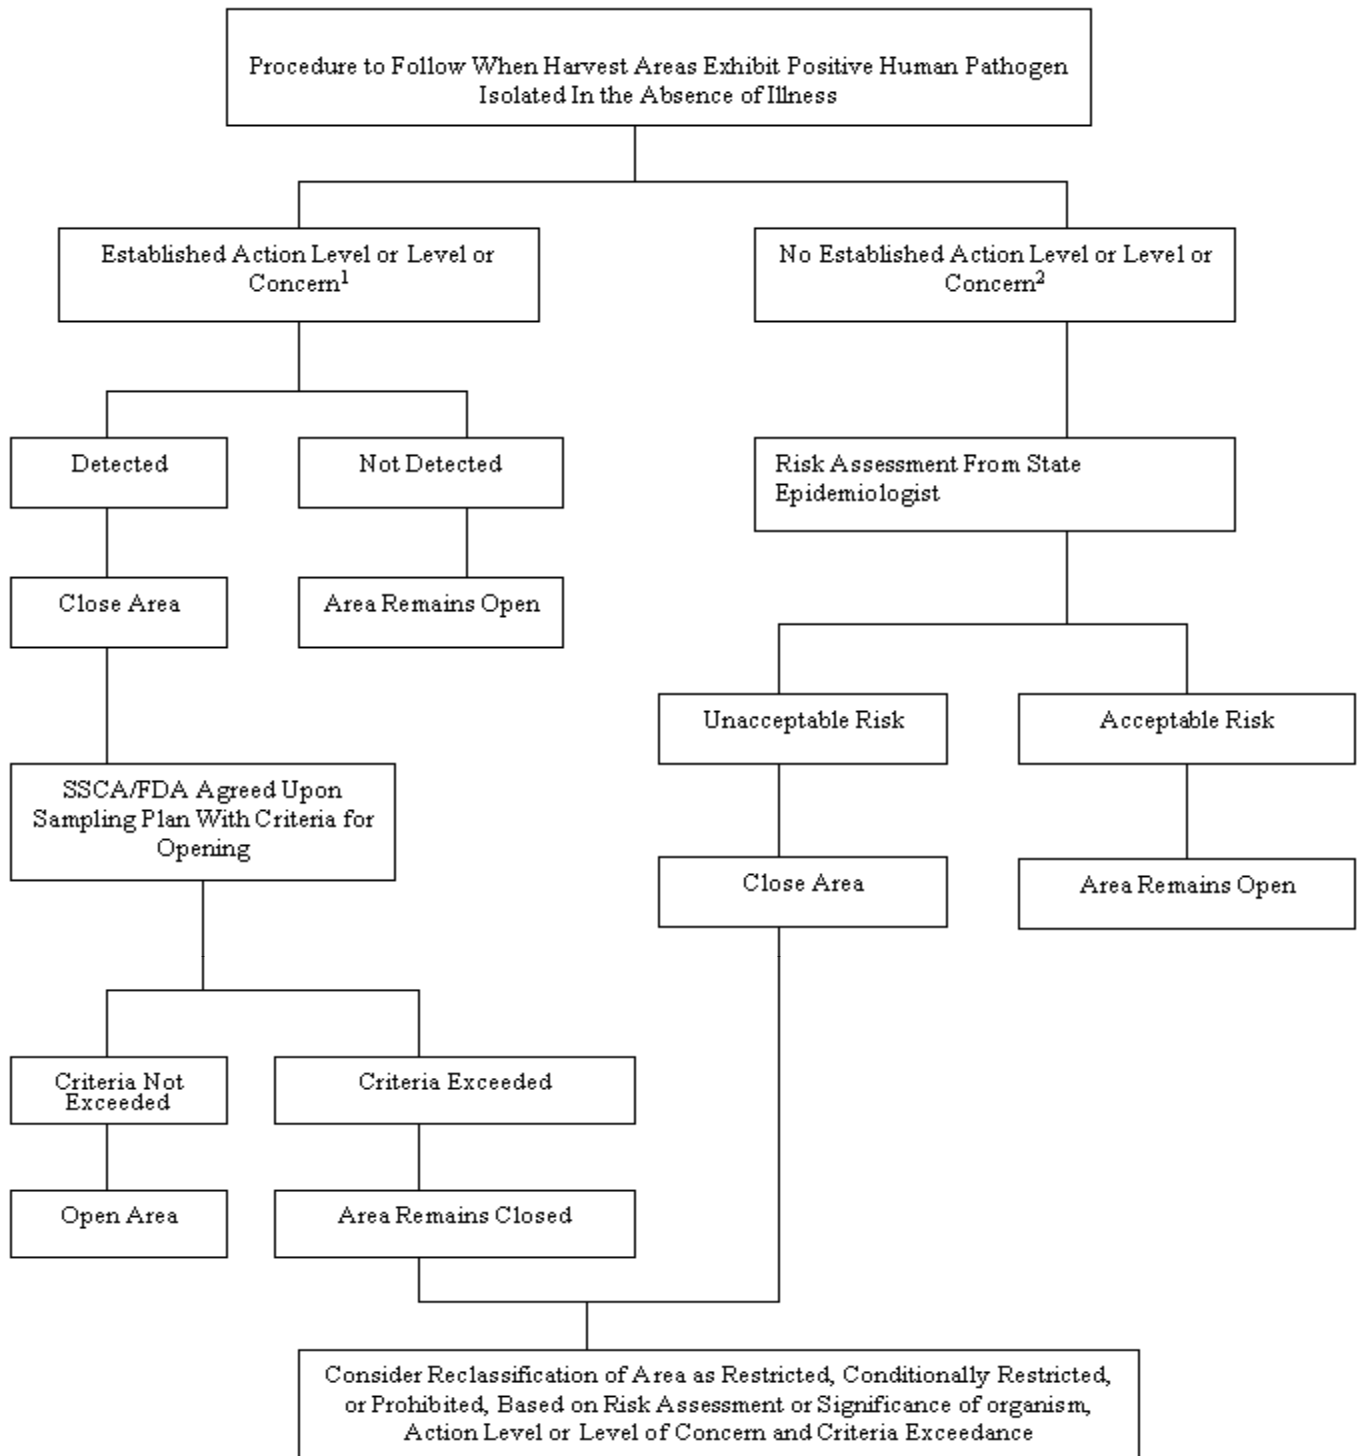 Procedure to Follow When Harvest Areas Exhibit Positive Human Pathogen
Isolated In the Absence of Illness
Established Action Level or Level or
Concern1
No Established Action Level or Level or
Concern2
Detected
Not Detected
Risk Assessment From State
Epidemiologist
Close Area
Area Remains Open
Unacceptable Risk
Acceptable Risk
SSCA/FDA Agreed Upon
Sampling Plan With Criteria for
Opening
Close Area
Area Remains Open
Criteria Not
Exceeded
Criteria Exceeded
Open Area
Area Remains Closed
Consider Reclassification of Area as Restricted, Conditionally Restricted,
or Prohibited, Based on Risk Assessment or Significance of organism,
Action Level or Level of Concern and Criteria Exceedance